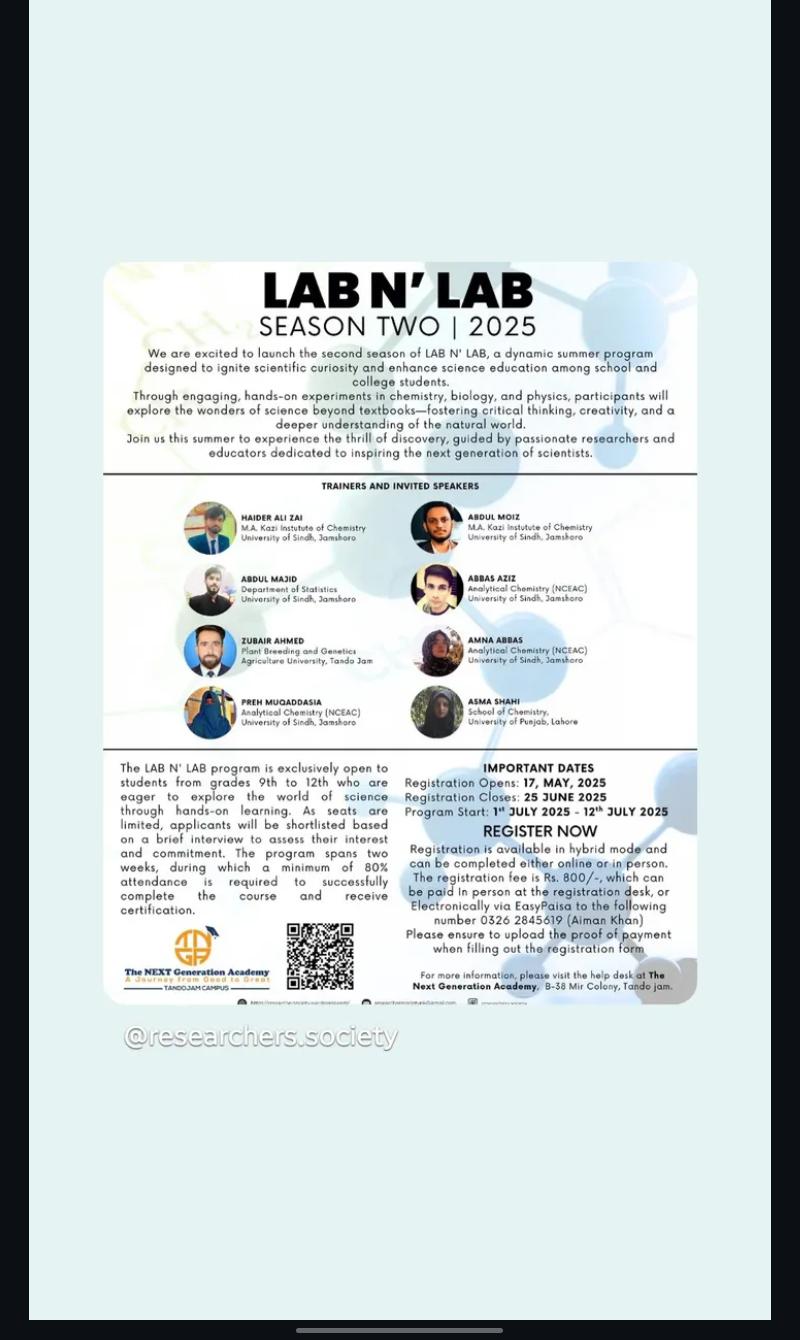 LAB N' LAB
SEASON TWO | 2025
We are excited to launch the second season of LAB N' LAB, a dynamic summer program
designed to ignite scientific curiosity and enhance science education among school and
college students.
Through engaging, hands-on experiments in chemistry, biology, and physics, participants will
explore the wonders of science beyond textbooks—fostering critical thinking, creativity, and a
deeper understanding of the natural world.
Join us this summer to experience the thrill of discovery, guided by passionate researchers and
educators dedicated to inspiring the next generation of scientists.
TRAINERS AND INVITED SPEAKERS
HAIDER ALI ZAI
M.A. Kazi Instutute of Chemistry
University of Sindh, Jamshoro
ABDUL MOIZ
M.A. Kazi Instutute of Chemistry
University of Sindh, Jamshoro
ABDUL MAJID
Department of Statistics
University of Sindh, Jamshoro
ABBAS AZIZ
Analytical Chemistry (NCEAC)
University of Sindh, Jamshoro
ZUBAIR AHMED
Plant Breeding and Genetics
Agriculture University, Tando Jam
AMNA ABBAS
Analytical Chemistry (NCEAC)
University of Sindh, Jamshoro
PREH MUQADDASIA
Analytical Chemistry (NCEAC)
University of Sindh, Jamshoro
ASMA SHAHI
School of Chemistry,
University of Punjab, Lahore
The LAB N' LAB program is exclusively open to
students from grades 9th to 12th who are
eager to explore the world of science
through hands-on learning. As seats are
limited, applicants will be shortlisted based
on a brief interview to assess their interest
and commitment. The program spans two
weeks, during which a minimum of 80%
attendance is required to successfully
complete the course and receive
certification.
The NEXT Generation Academy
A Journey from Good to Great
TANDOJAM CAMPUS
IMPORTANT DATES
Registration Opens: 17, MAY, 2025
Registration Closes: 25 JUNE 2025
Program Start: 1st JULY 2025 - 12th JULY 2025
REGISTER NOW
Registration is available in hybrid mode and
can be completed either online or in person.
The registration fee is Rs. 800/-, which can
be paid In person at the registration desk, or
Electronically via EasyPaisa to the following
number 0326 2845619 (Aiman Khan)
Please ensure to upload the proof of payment
when filling out the registration form
For more information, please visit the help desk at The
Next Generation Academy, B-38 Mir Colony, Tando jam.
@researchers.society